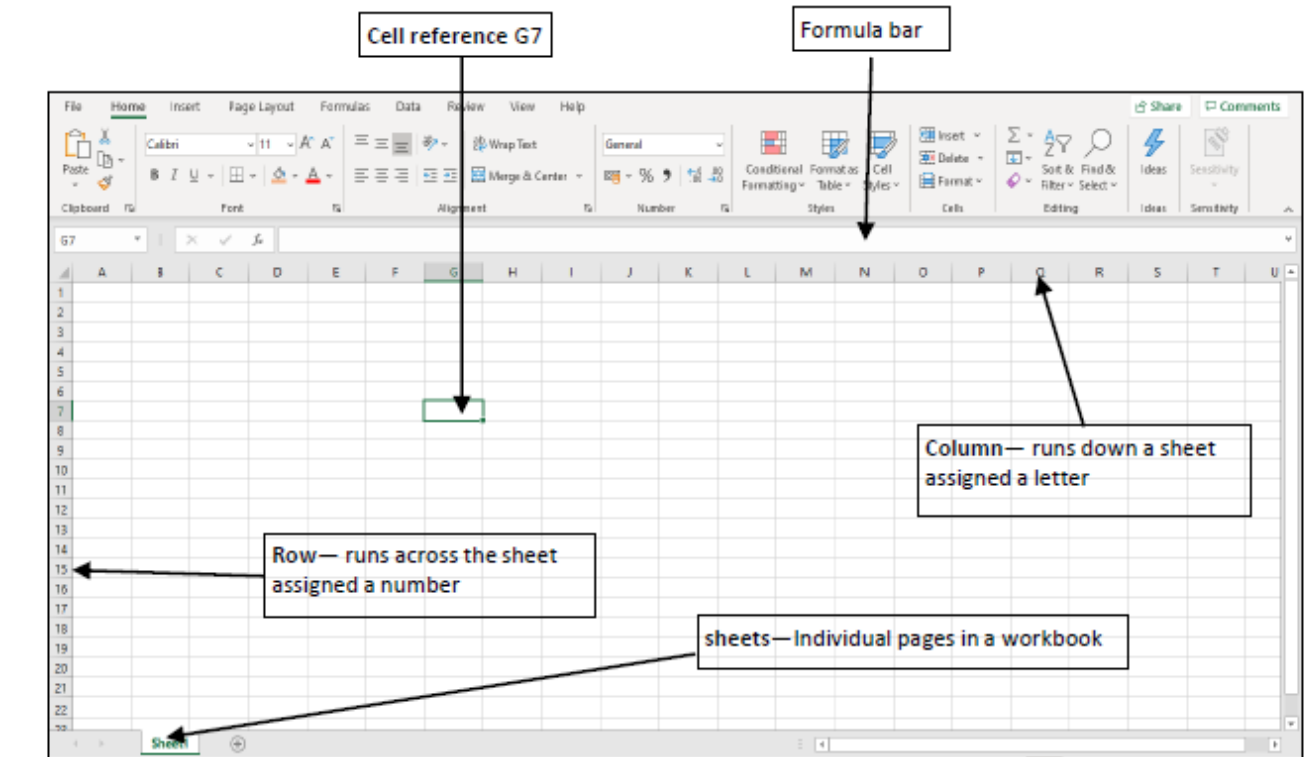 Cell reference G7
Formula bar
File Home Insert Page Layout Formulas Data Review View Help Share Comments
Calibri 11 A A Wrap Text General Insert Σ
Paste B I U A Merge & Center % Conditional Formatting Format as Table Cell Styles Delete Format Sort & Filter Find & Select Ideas Sensitivity
Clipboard Font Alignment Number Styles Cells Editing Ideas Sensitivity
G7 fx
A B C D E F G H I J K L M N O P Q R S T U
1
2
3
4
5
6
7
8
9
10
11
12
13
14
15
16
17
18
19
20
21
22
Column— runs down a sheet
assigned a letter
Row— runs across the sheet
assigned a number
sheets—Individual pages in a workbook